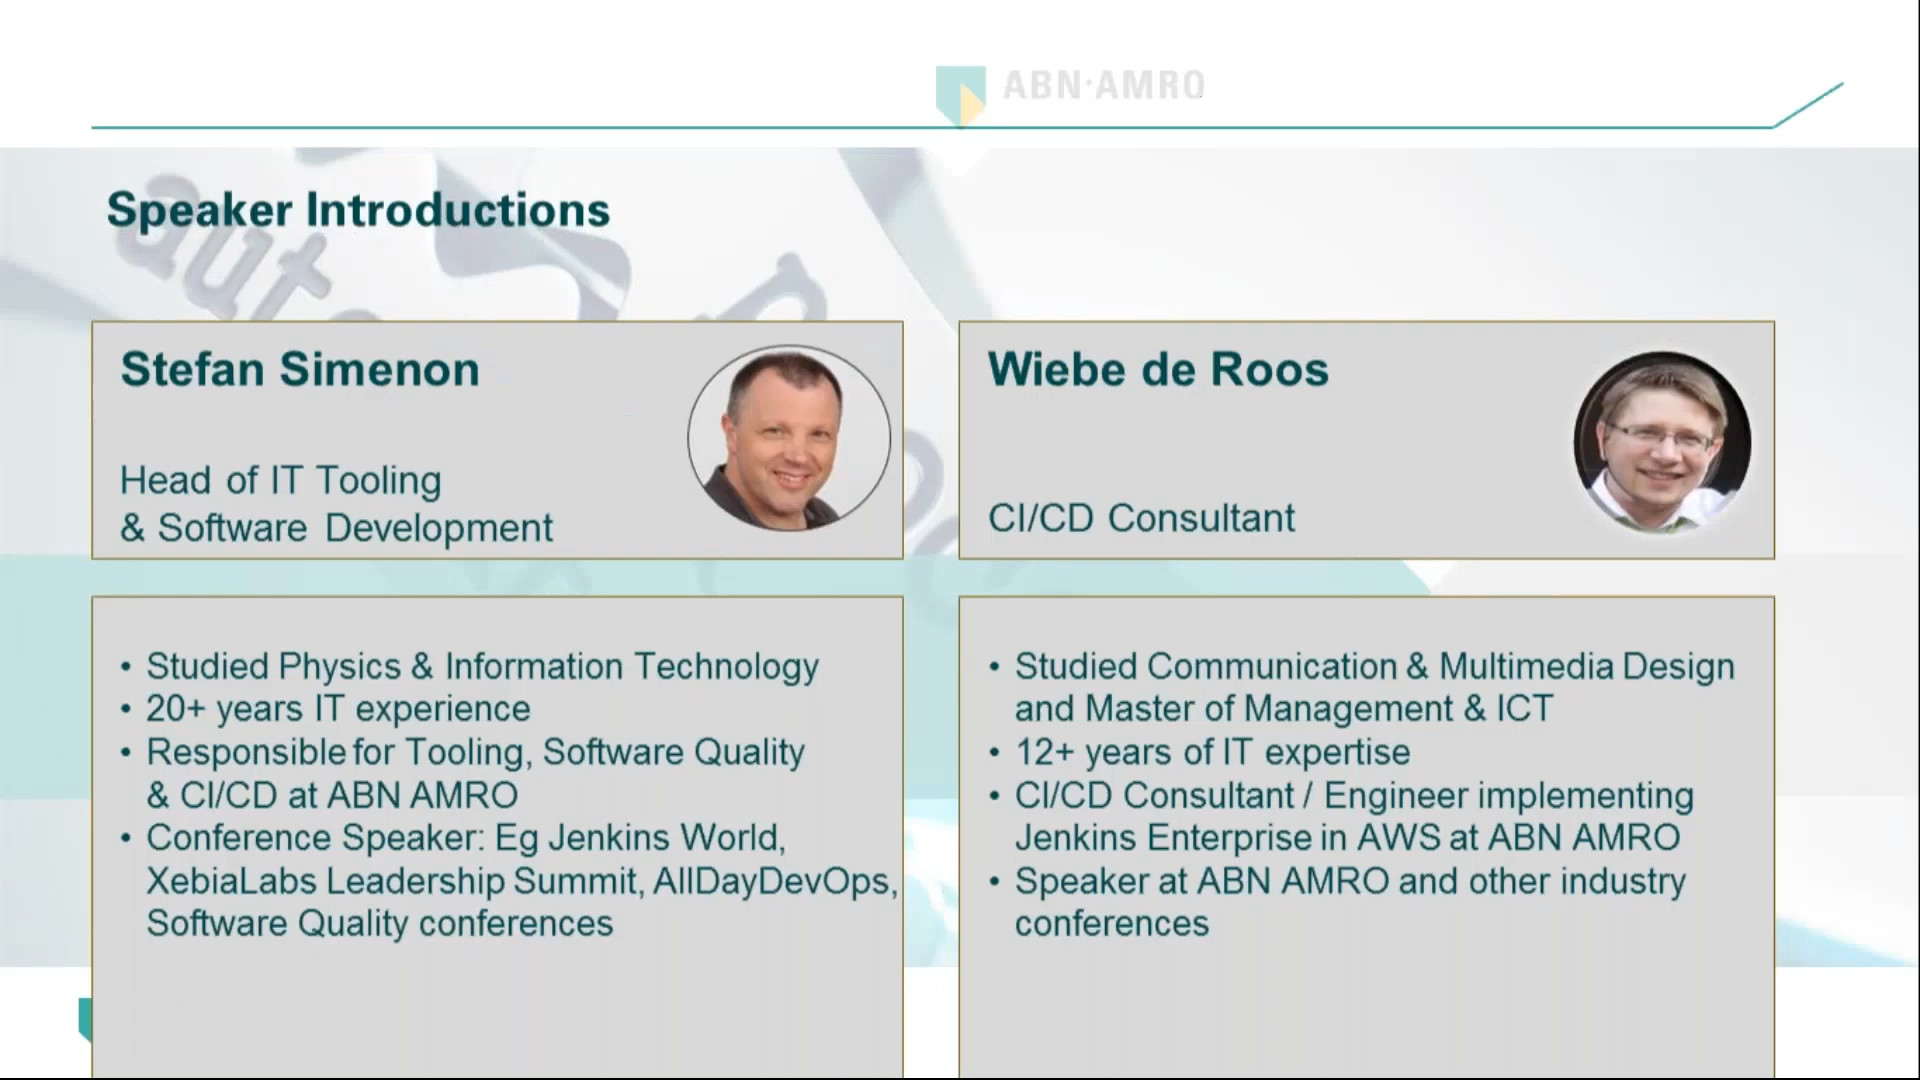 ABN·AMRO
Speaker Introductions
Stefan Simenon
Head of IT Tooling
& Software Development
Wiebe de Roos
CI/CD Consultant
• Studied Physics & Information Technology
• 20+ years IT experience
• Responsible for Tooling, Software Quality
& CI/CD at ABN AMRO
• Conference Speaker: Eg Jenkins World,
XebiaLabs Leadership Summit, AllDayDevOps,
Software Quality conferences
• Studied Communication & Multimedia Design
and Master of Management & ICT
• 12+ years of IT expertise
• CI/CD Consultant / Engineer implementing
Jenkins Enterprise in AWS at ABN AMRO
• Speaker at ABN AMRO and other industry
conferences